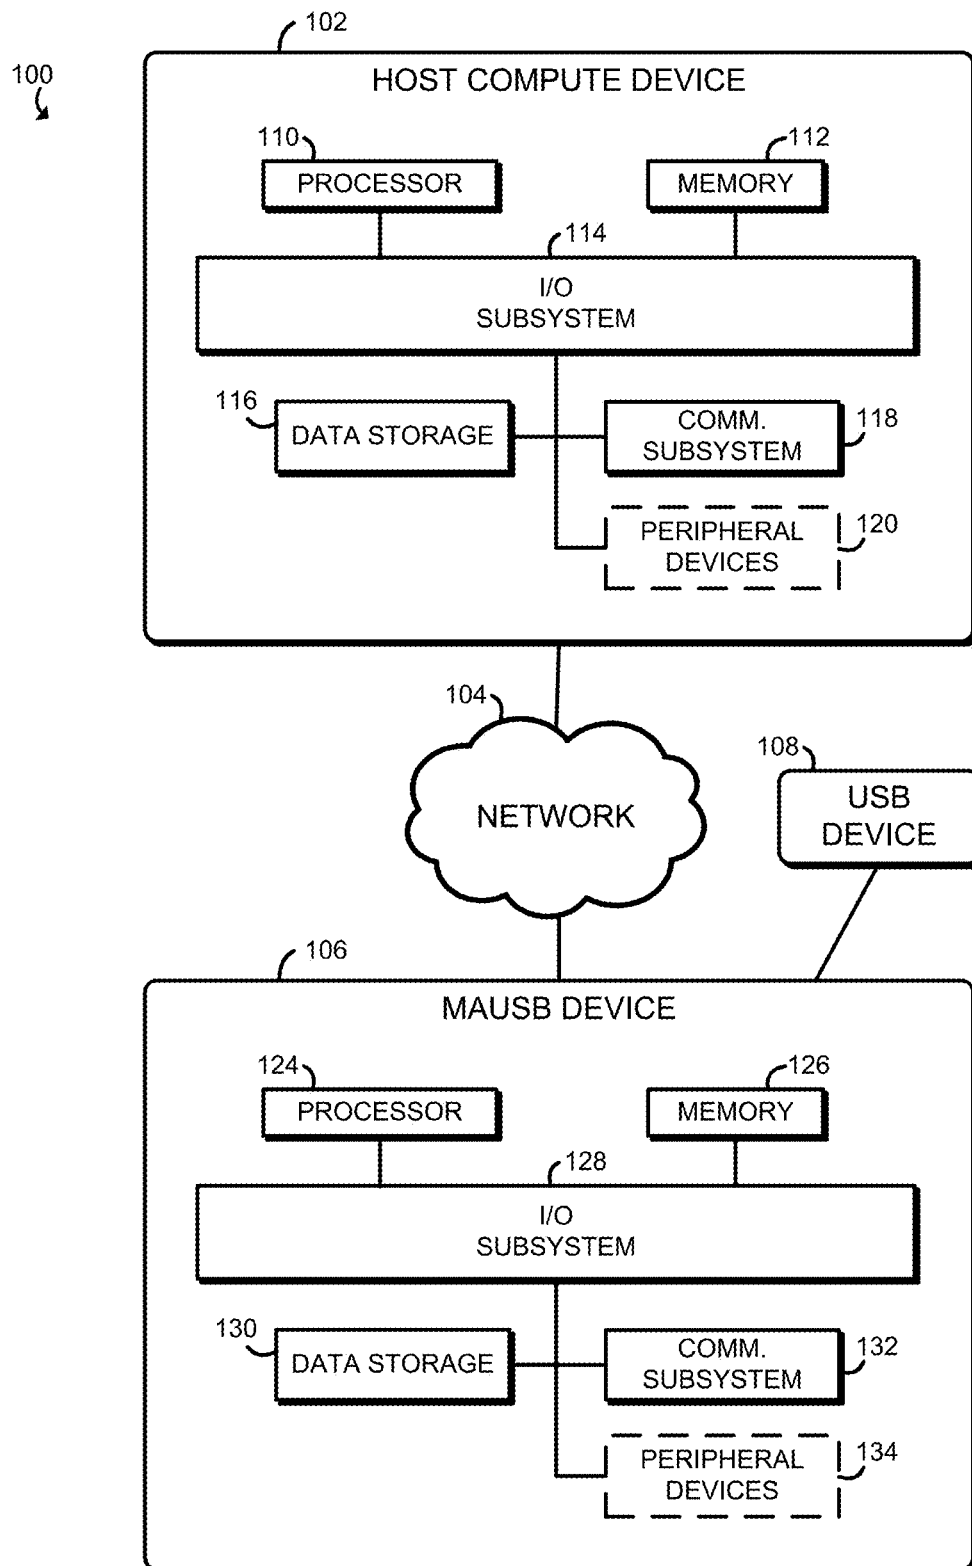 102
100
HOST COMPUTE DEVICE
110
112
PROCESSOR
MEMORY
114
I/O
SUBSYSTEM
116
DATA STORAGE
COMM.
SUBSYSTEM
118
PERIPHERAL
DEVICES
120
104
NETWORK
108
USB
DEVICE
106
MAUSB DEVICE
124
126
PROCESSOR
MEMORY
128
I/O
SUBSYSTEM
130
DATA STORAGE
COMM.
SUBSYSTEM
132
PERIPHERAL
DEVICES
134